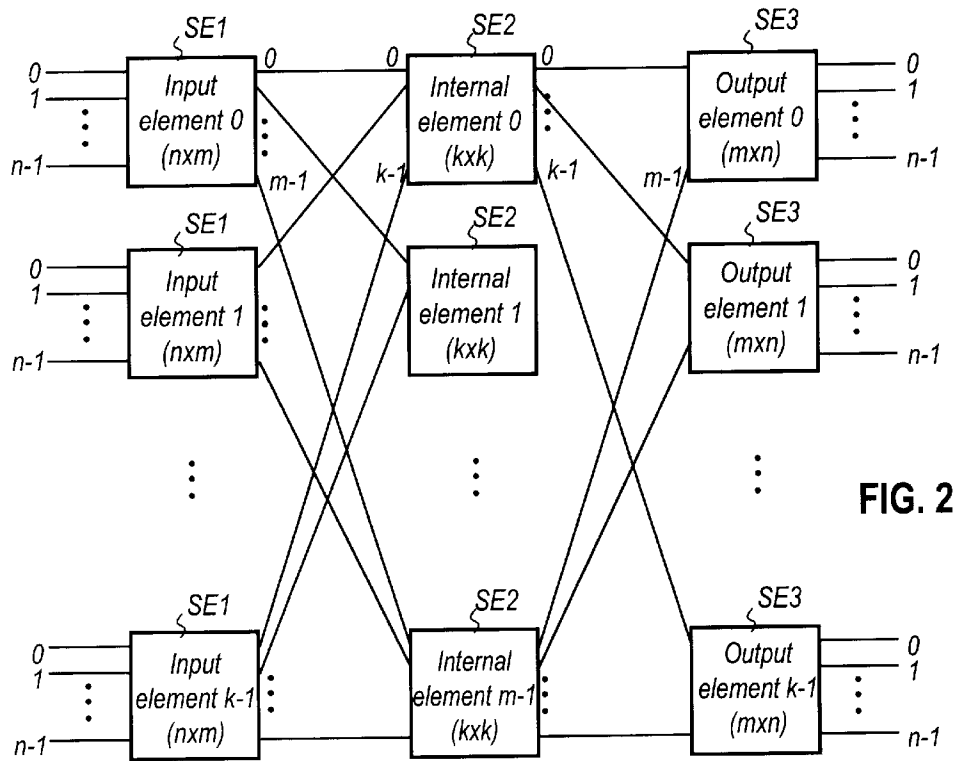 SE1 SE2 SE3
0 0 0 0 0
1 Input element 0 (nxm) Internal element 0 (kxk) Output element 0 (mxn) 1
n-1 m-1 k-1 k-1 m-1 n-1
SE1 SE2 SE3
0 0
1 Input element 1 (nxm) Internal element 1 (kxk) Output element 1 (mxn) 1
n-1 n-1
FIG. 2
SE1 SE2 SE3
0 0
1 Input element k-1 (nxm) Internal element m-1 (kxk) Output element k-1 (mxn) 1
n-1 n-1